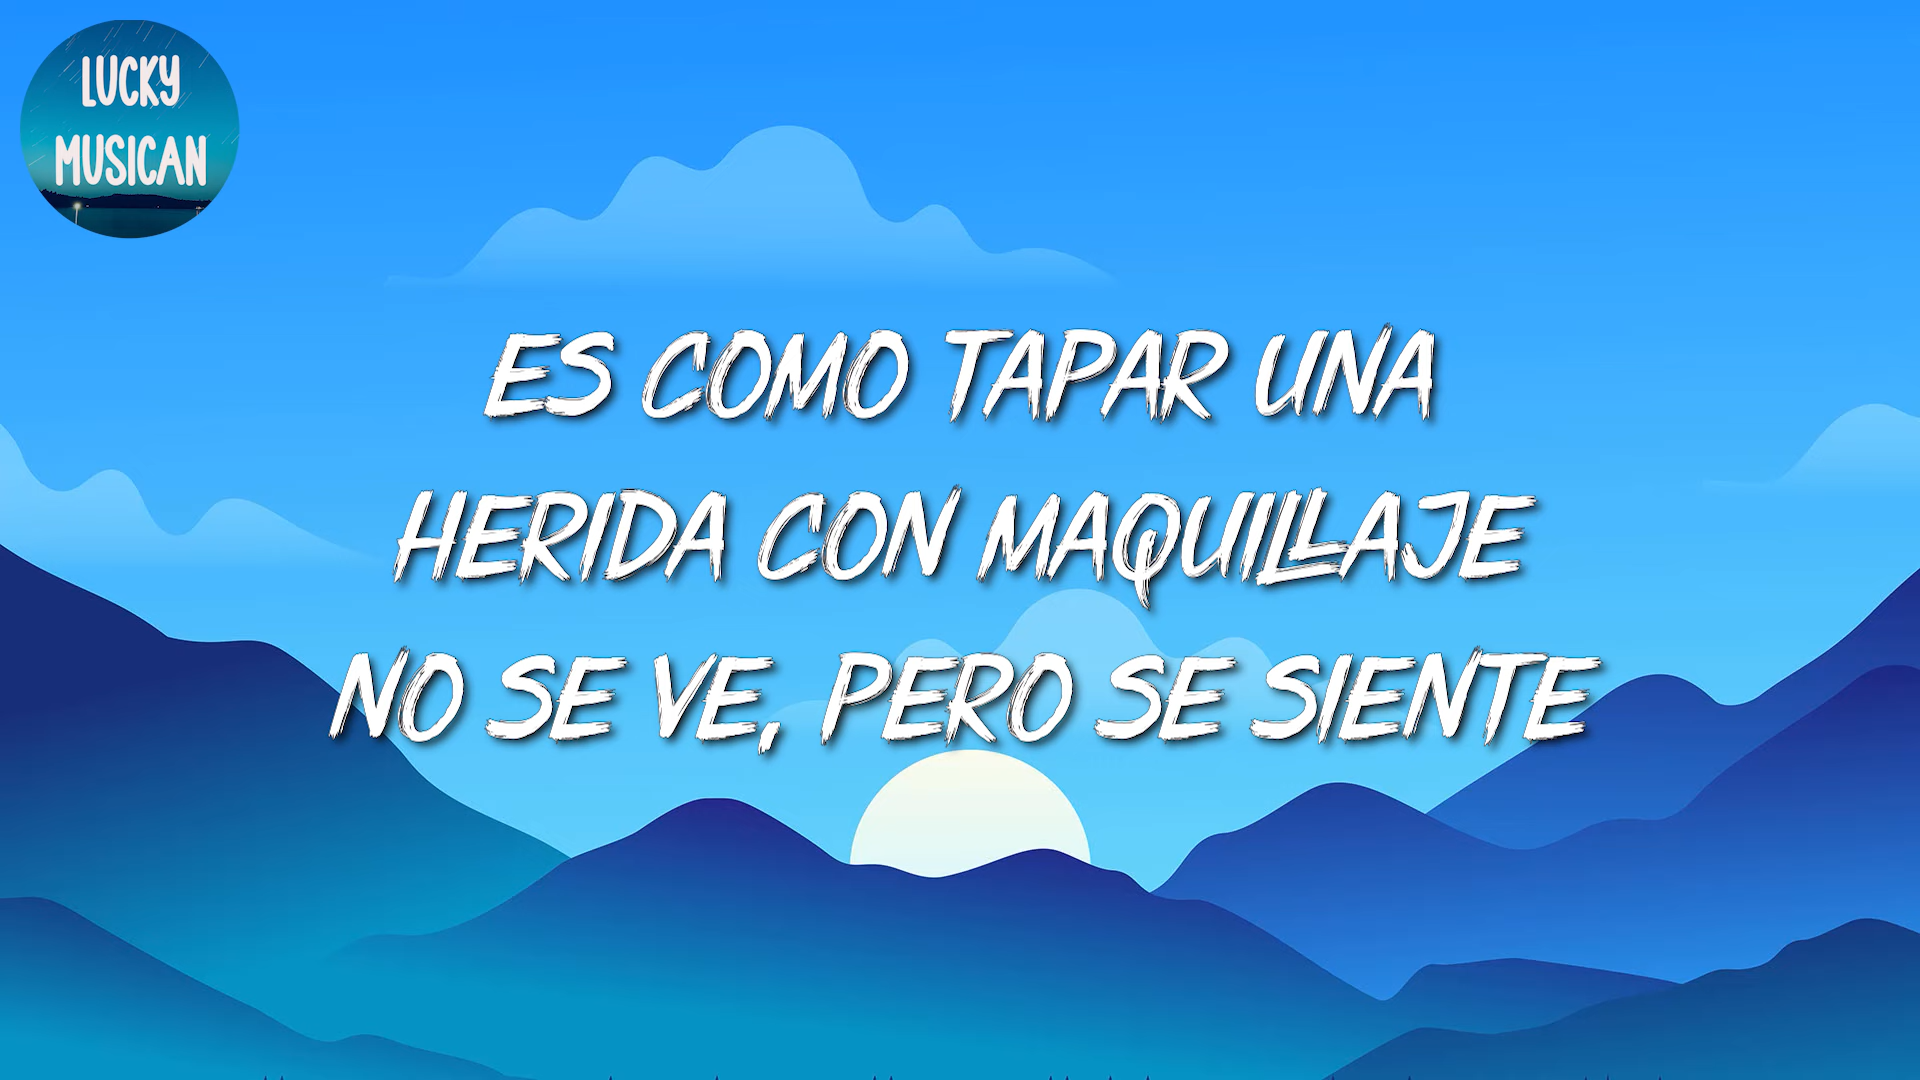 LUCKY
MUSICAN
ES COMO TAPAR UNA
HERIDA CON MAQUILLAJE
NO SE VE, PERO SE SIENTE